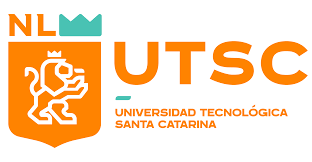 NL
UTSC
UNIVERSIDAD TECNOLÓGICA
SANTA CATARINA